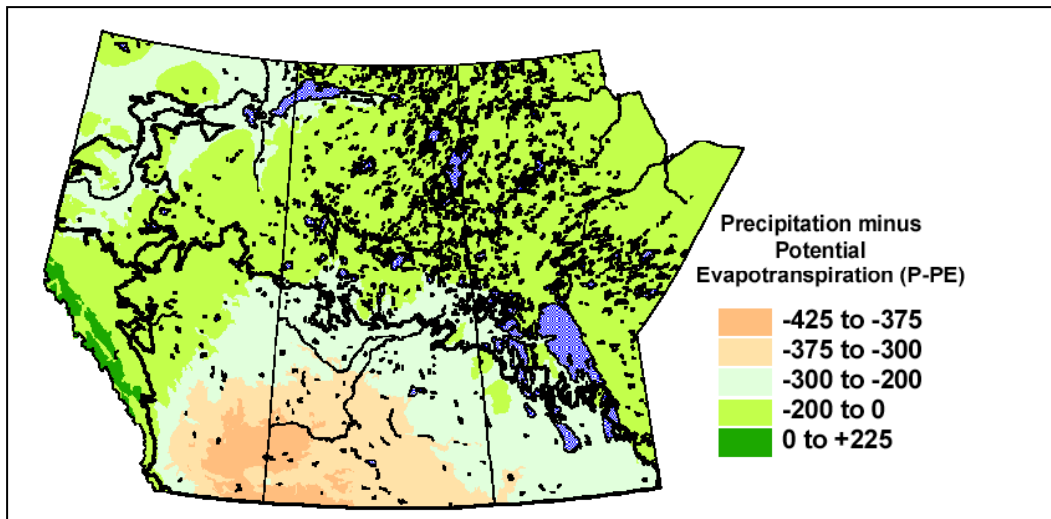 Precipitation minus
Potential
Evapotranspiration (P-PE)
-425 to -375
-375 to -300
-300 to -200
-200 to 0
0 to +225